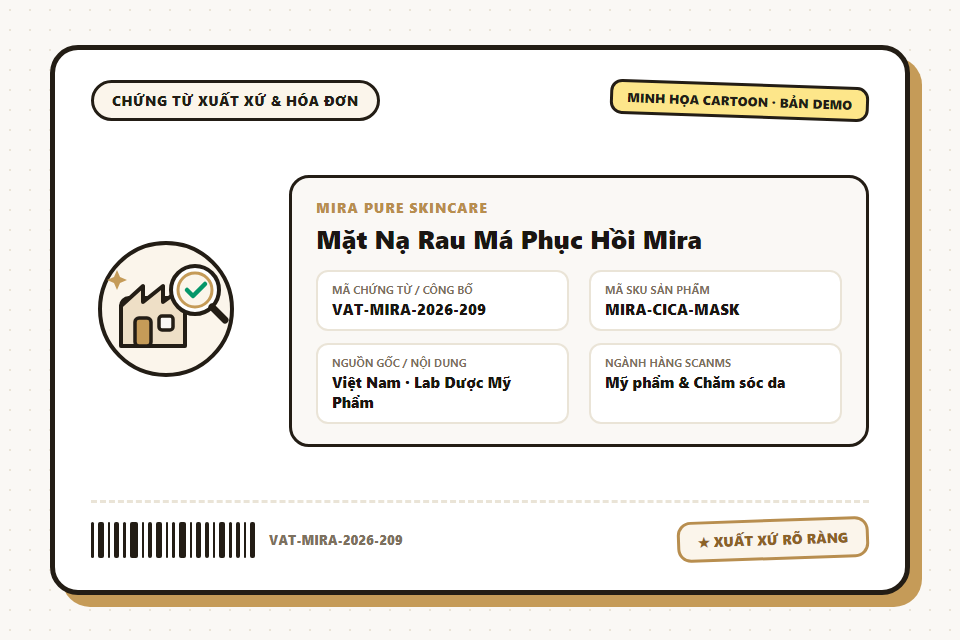 CHỨNG TỪ XUẤT XỨ & HÓA ĐƠN
MINH HỌA CARTOON · BẢN DEMO
MIRA PURE SKINCARE
Mặt Nạ Rau Má Phục Hồi Mira
MÃ CHỨNG TỪ / CÔNG BỐ
VAT-MIRA-2026-209
MÃ SKU SẢN PHẨM
MIRA-CICA-MASK
NGUỒN GỐC / NỘI DUNG
Việt Nam · Lab Dược Mỹ
Phẩm
NGÀNH HÀNG SCANMS
Mỹ phẩm & Chăm sóc da
VAT-MIRA-2026-209
★ XUẤT XỨ RÕ RÀNG